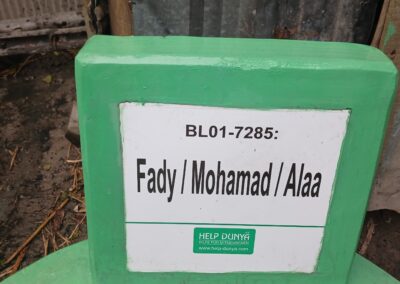 BL01-7285:
Fady / Mohamad / Alaa
HELP DUNYA
www.help-dunya.com